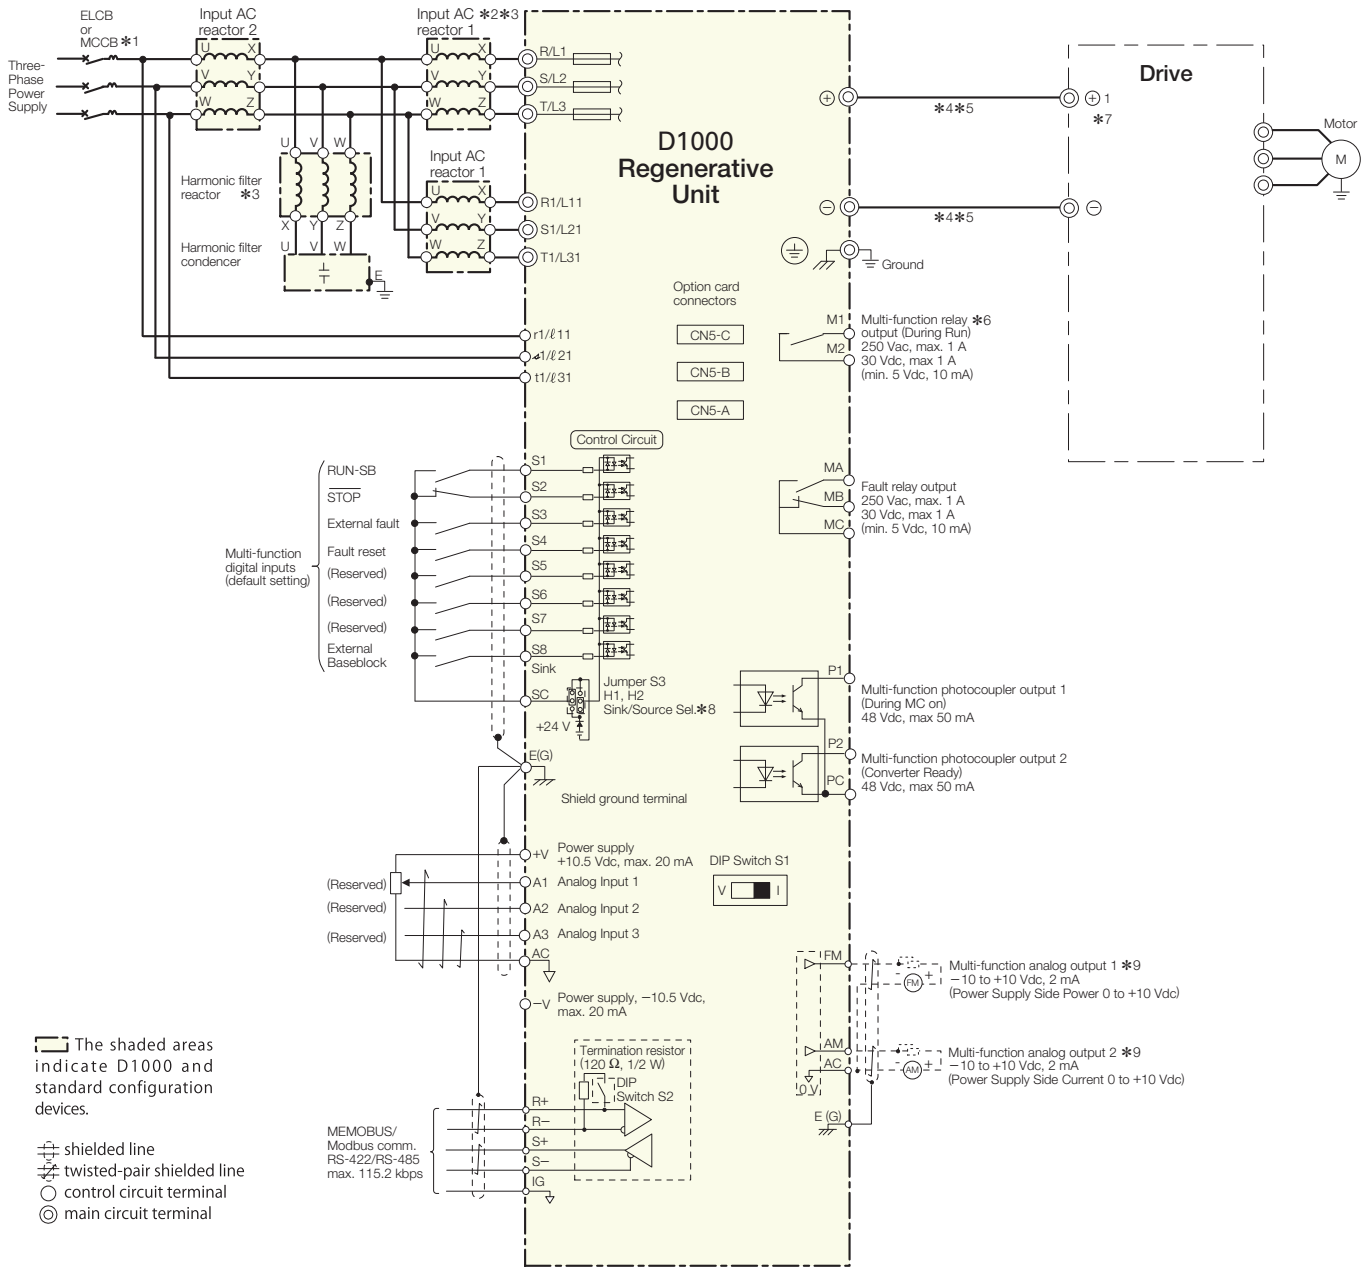 ELCB
or
MCCB *1
Input AC
reactor 2
Input AC *2*3
reactor 1
Three-
Phase
Power
Supply
U X
V Y
W Z
U X
V Y
W Z
R/L1
S/L2
T/L3
D1000
Regenerative
Unit
Drive
+
*4*5
+ 1
*7
Motor
M
−
*4*5
−
U V W
Harmonic filter
reactor *3
X Y Z
Harmonic filter
condencer
U V W
E
Input AC
reactor 1
U X
V Y
W Z
R1/L11
S1/L21
T1/L31
Ground
Option card
connectors
CN5-C
CN5-B
CN5-A
r1/ℓ11
1/ℓ21
t1/ℓ31
M1
M2
Multi-function relay *6
output (During Run)
250 Vac, max. 1 A
30 Vdc, max 1 A
(min. 5 Vdc, 10 mA)
Control Circuit
Multi-function
digital inputs
(default setting)
RUN-SB
STOP
External fault
Fault reset
(Reserved)
(Reserved)
(Reserved)
External
Baseblock
S1
S2
S3
S4
S5
S6
S7
S8
Sink
SC
+24 V
Jumper S3
H1, H2
Sink/Source Sel.*8
MA
MB
MC
Fault relay output
250 Vac, max. 1 A
30 Vdc, max 1 A
(min. 5 Vdc, 10 mA)
P1
Multi-function photocoupler output 1
(During MC on)
48 Vdc, max 50 mA
P2
PC
Multi-function photocoupler output 2
(Converter Ready)
48 Vdc, max 50 mA
E(G)
Shield ground terminal
+V Power supply
+10.5 Vdc, max. 20 mA
(Reserved) A1 Analog Input 1
(Reserved) A2 Analog Input 2
(Reserved) A3 Analog Input 3
AC
−V Power supply, −10.5 Vdc,
max. 20 mA
DIP Switch S1
V I
FM
- +
FM
Multi-function analog output 1 *9
−10 to +10 Vdc, 2 mA
(Power Supply Side Power 0 to +10 Vdc)
AM
AC
0 V
- +
AM
Multi-function analog output 2 *9
−10 to +10 Vdc, 2 mA
(Power Supply Side Current 0 to +10 Vdc)
E (G)
Termination resistor
(120 Ω, 1/2 W)
DIP
Switch S2
MEMOBUS/
Modbus comm.
RS-422/RS-485
max. 115.2 kbps
R+
R−
S+
S−
IG
The shaded areas
indicate D1000 and
standard configuration
devices.
shielded line
twisted-pair shielded line
control circuit terminal
main circuit terminal